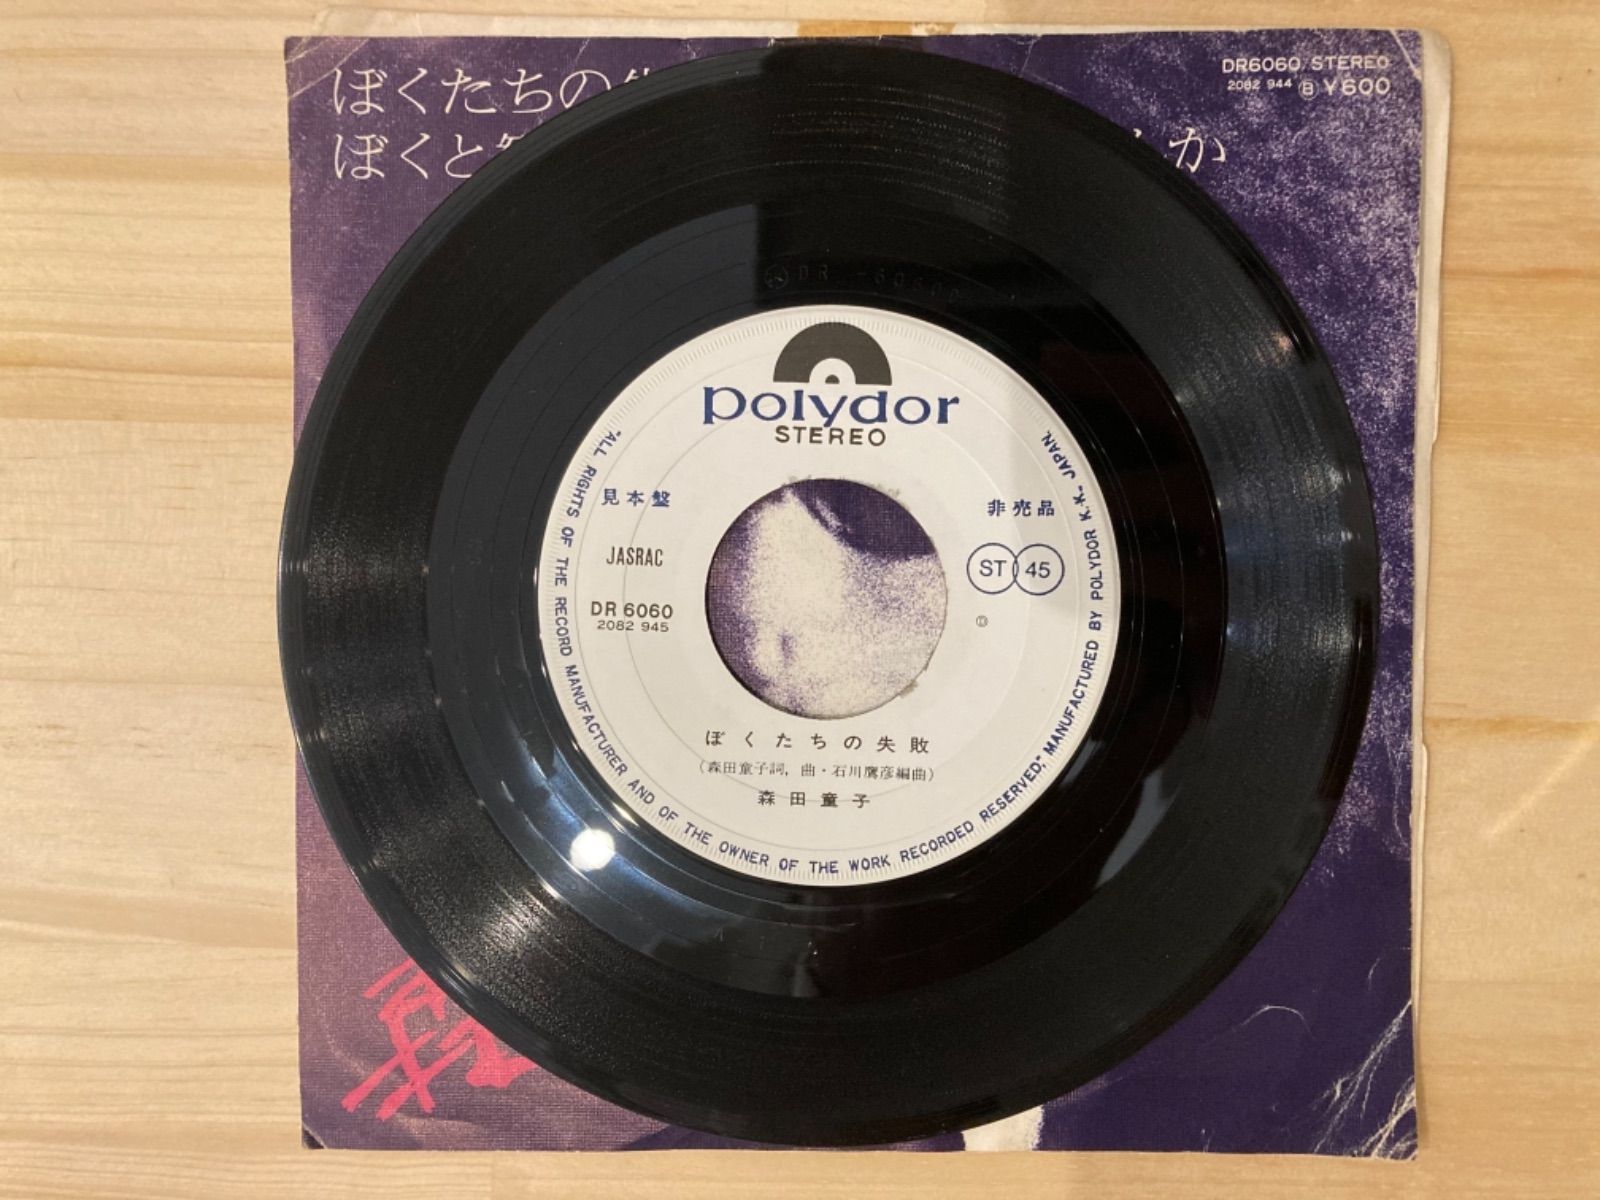 ぼくたちの
DR6060 STEREO
2082 944 Ⓑ ¥600
ぼくと
か
DR -6060
polydor
STEREO
見本盤
非売品
JASRAC
ST 45
DR 6060
2082 945
Ⓓ
ぼくたちの失敗
(森田童子詞, 曲・石川鷹彦編曲)
森田童子
"ALL RIGHTS OF THE RECORD MANUFACTURER AND OF THE OWNER OF THE WORK RECORDED RESERVED," MANUFACTURED BY POLYDOR K.K., JAPAN.